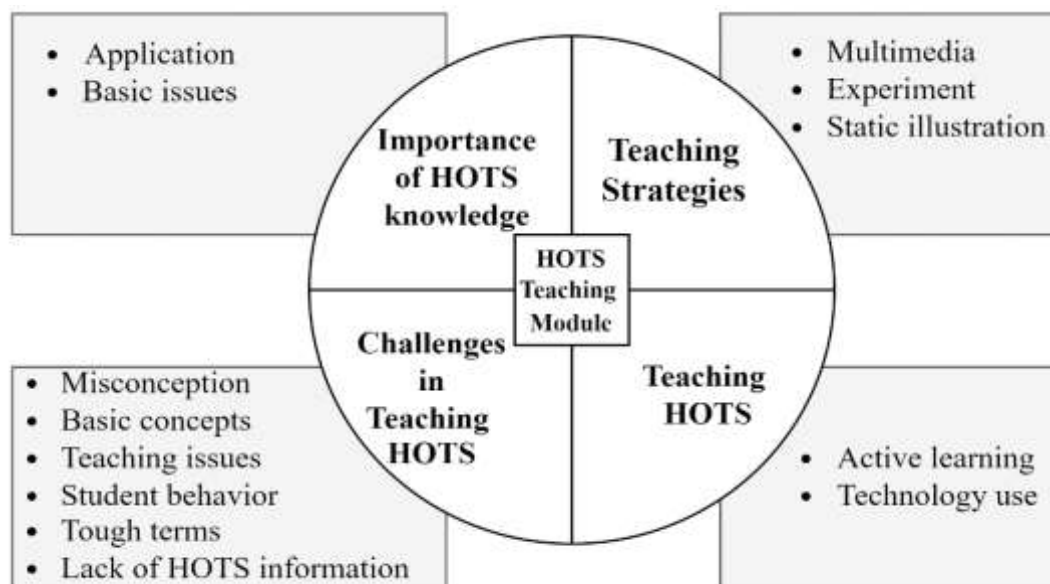 Application
Basic issues
Multimedia
Experiment
Static illustration
Importance
of HOTS
knowledge
Teaching
Strategies
HOTS
Teaching
Module
Challenges
in
Teaching
HOTS
Teaching
HOTS
Misconception
Basic concepts
Teaching issues
Student behavior
Tough terms
Lack of HOTS information
Active learning
Technology use